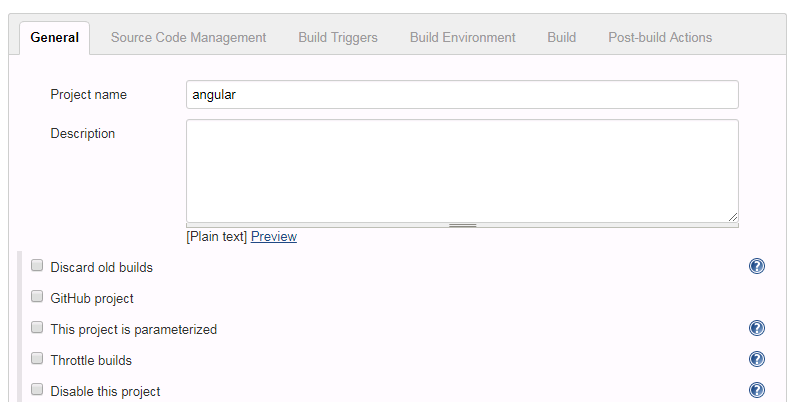 General Source Code Management Build Triggers Build Environment Build Post-build Actions
Project name angular
Description
[Plain text] Preview
Discard old builds ?
GitHub project
This project is parameterized ?
Throttle builds ?
Disable this project ?